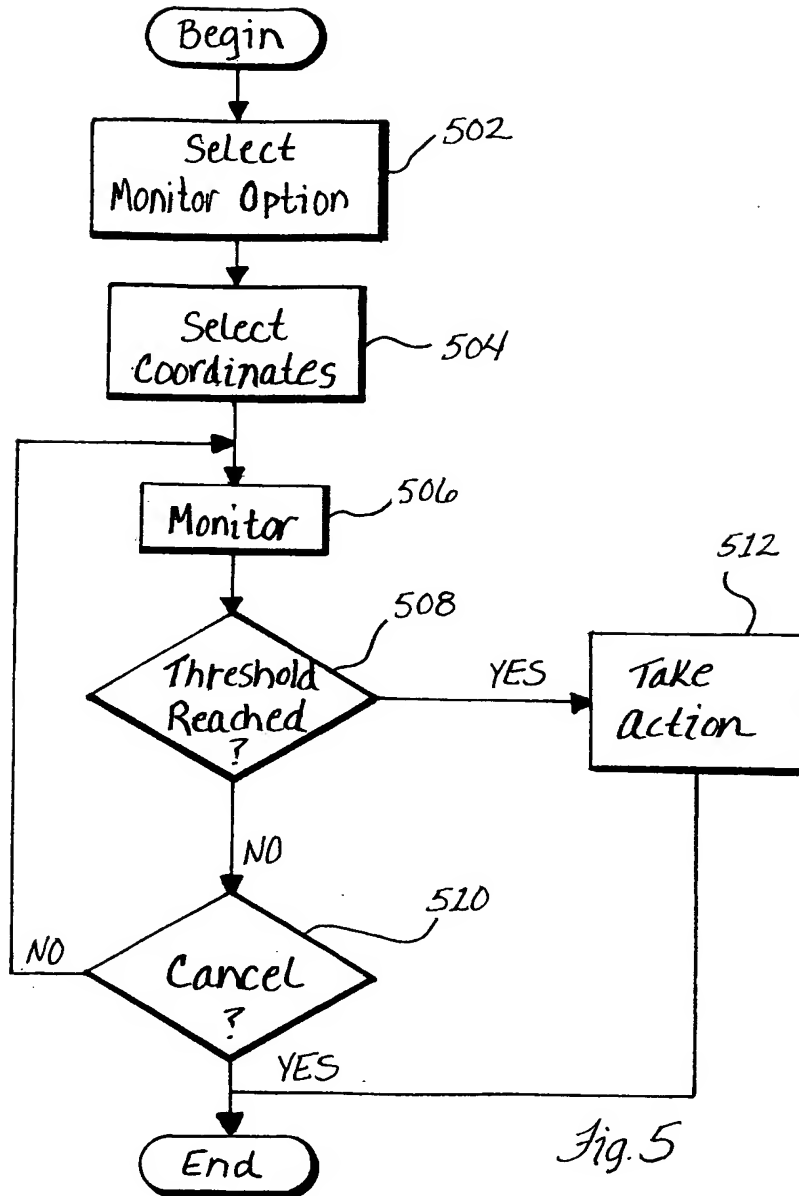 Begin
Select
Monitor Option
502
Select
Coordinates
504
Monitor
506
Threshold
Reached
?
508
YES
Take
Action
512
NO
Cancel
?
510
NO
YES
End
Fig. 5